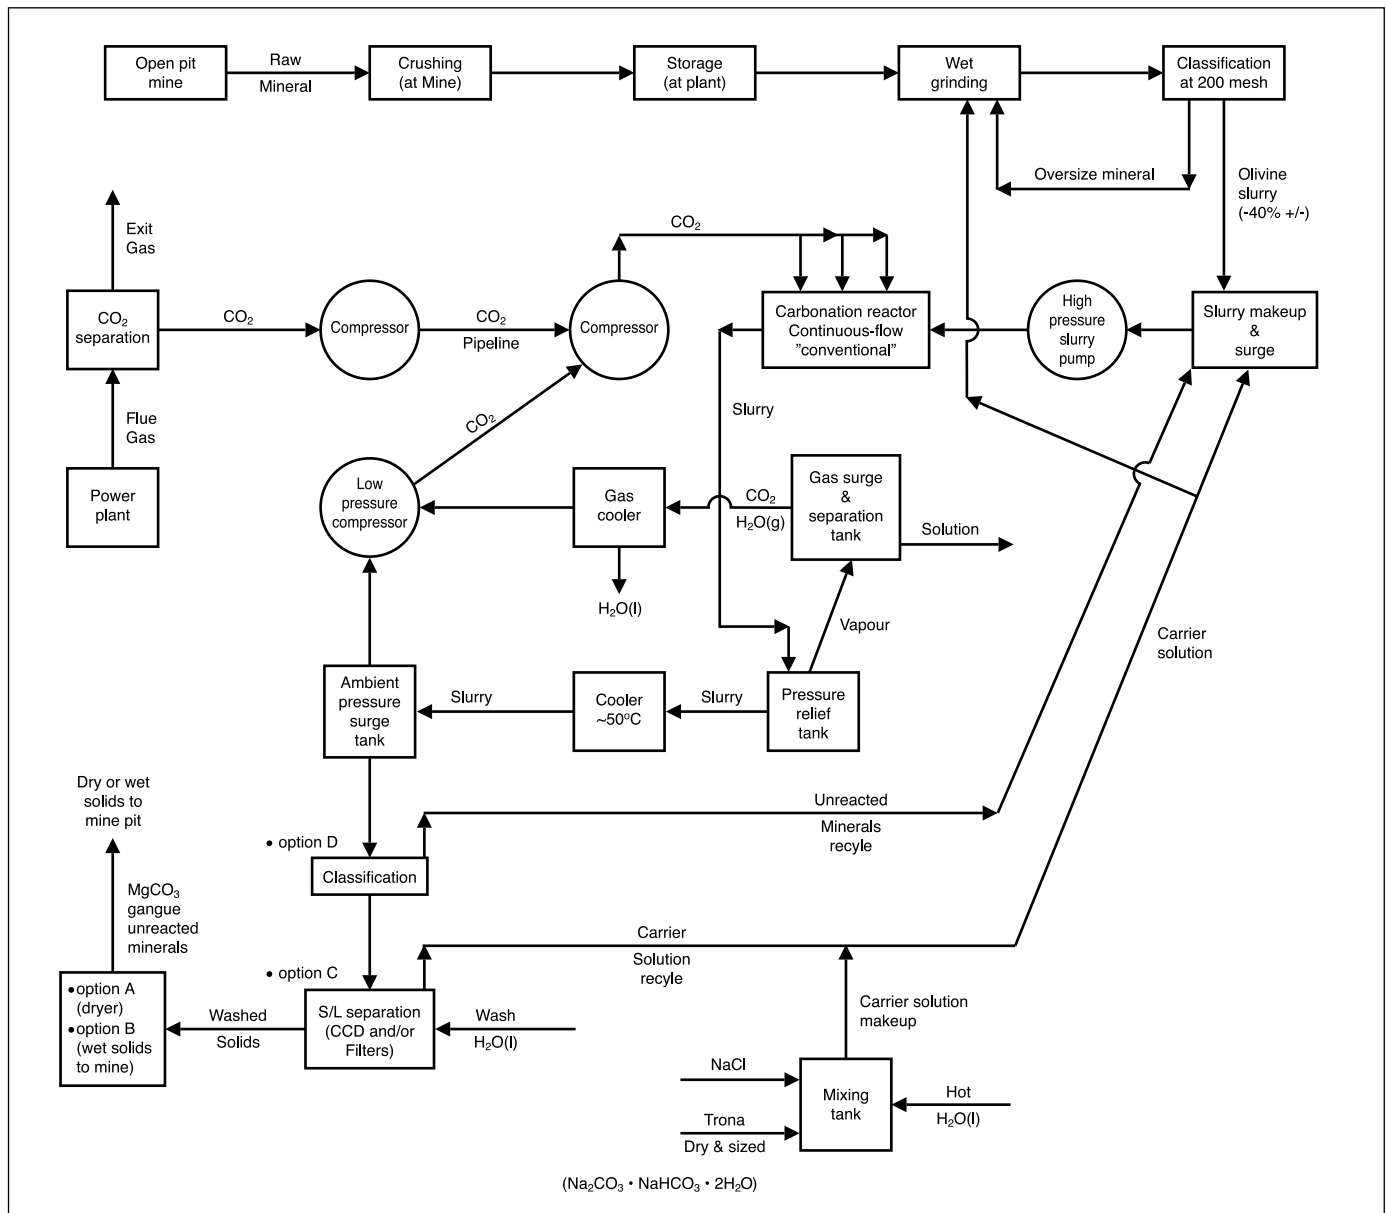 Open pit
mine
Raw
Mineral
Crushing
(at Mine)
Storage
(at plant)
Wet
grinding
Classification
at 200 mesh
Oversize mineral
Olivine
slurry
(-40% +/-)
Exit
Gas
CO₂
separation
CO₂
Compressor
CO₂
Pipeline
Compressor
CO₂
Carbonation reactor
Continuous-flow
"conventional"
High
pressure
slurry
pump
Slurry makeup
&
surge
Flue
Gas
Power
plant
CO₂
Slurry
Low
pressure
compressor
Gas
cooler
CO₂
H₂O(g)
Gas surge
&
separation
tank
Solution
H₂O(l)
Vapour
Carrier
solution
Ambient
pressure
surge
tank
Slurry
Cooler
~50°C
Slurry
Pressure
relief
tank
Dry or wet
solids to
mine pit
• option D
Classification
Unreacted
Minerals
recyle
MgCO₃
gangue
unreacted
minerals
• option C
Carrier
Solution
recyle
• option A
(dryer)
• option B
(wet solids
to mine)
Washed
Solids
S/L separation
(CCD and/or
Filters)
Wash
H₂O(l)
Carrier solution
makeup
NaCl
Trona
Dry & sized
Mixing
tank
Hot
H₂O(l)
(Na₂CO₃ • NaHCO₃ • 2H₂O)